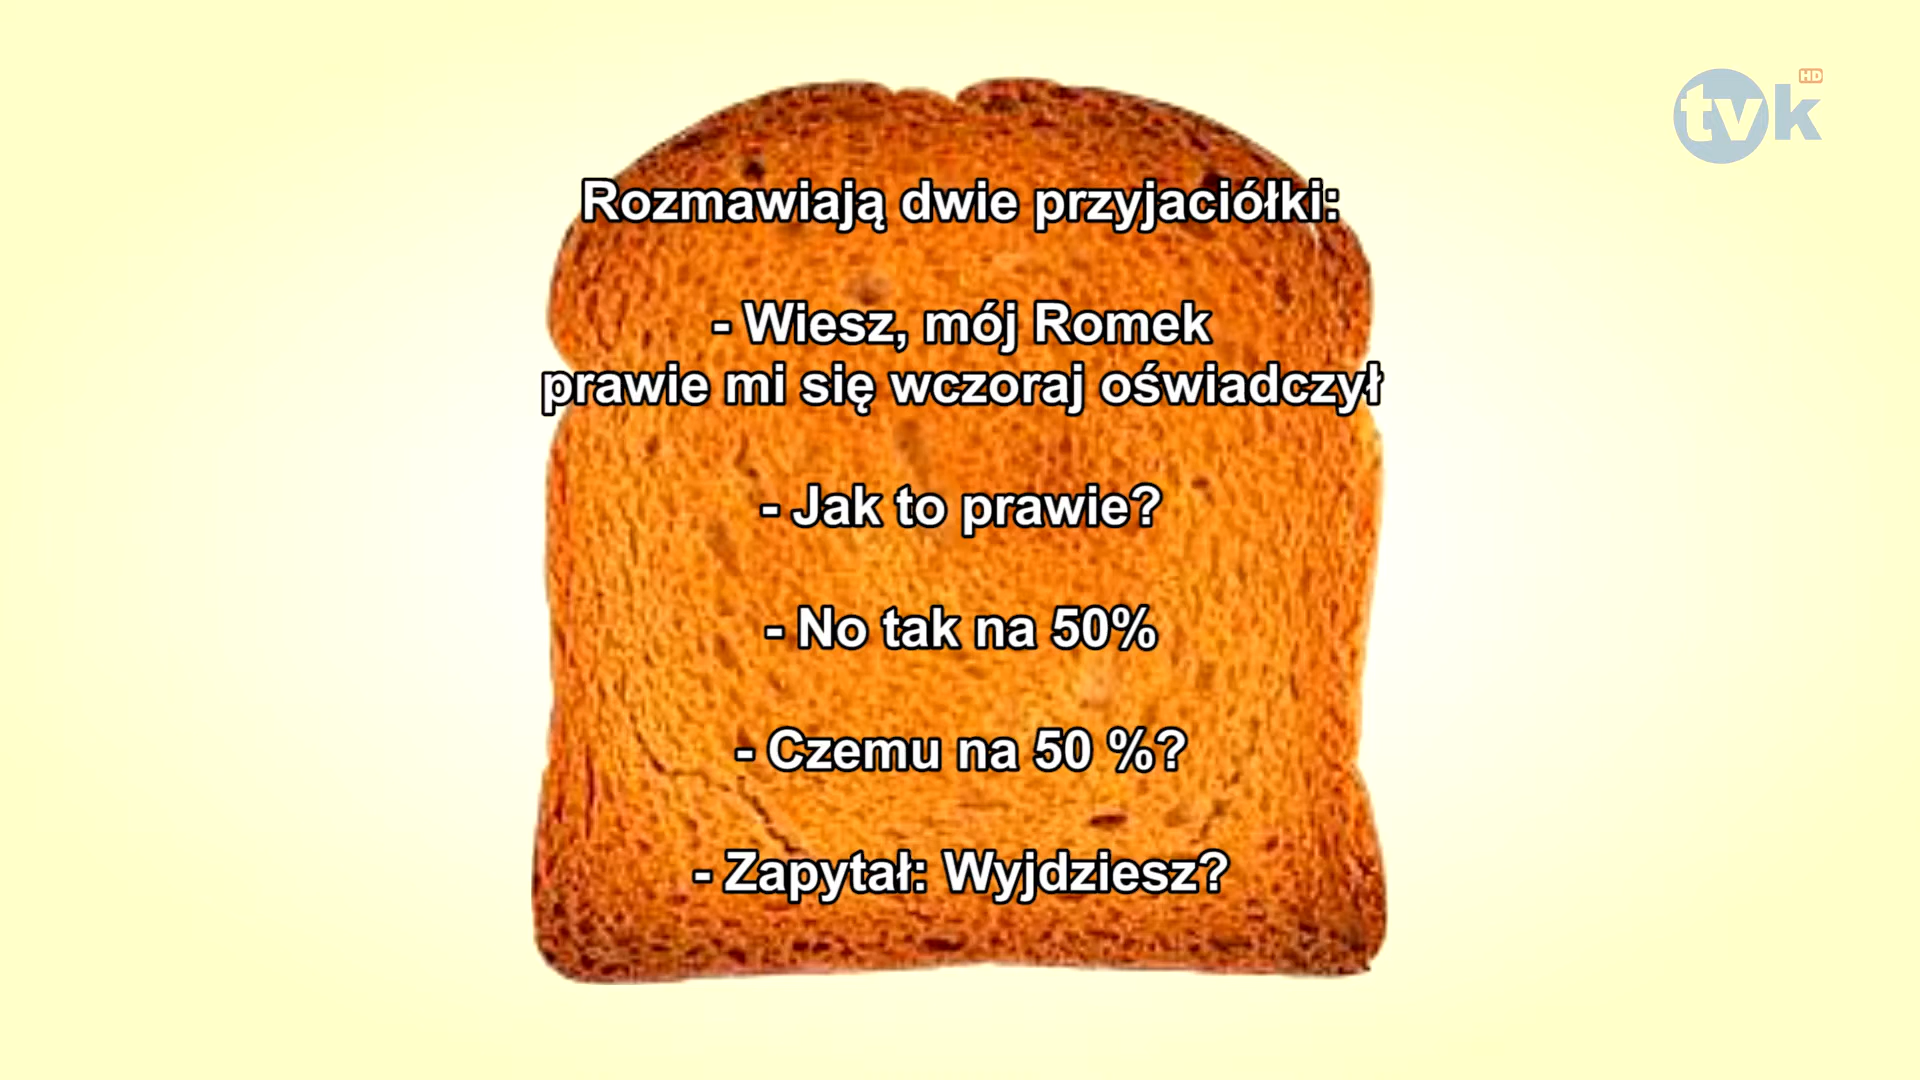 tvk HD
Rozmawiają dwie przyjaciółki:
- Wiesz, mój Romek
prawie mi się wczoraj oświadczył
- Jak to prawie?
- No tak na 50%
- Czemu na 50 %?
- Zapytał: Wyjdziesz?